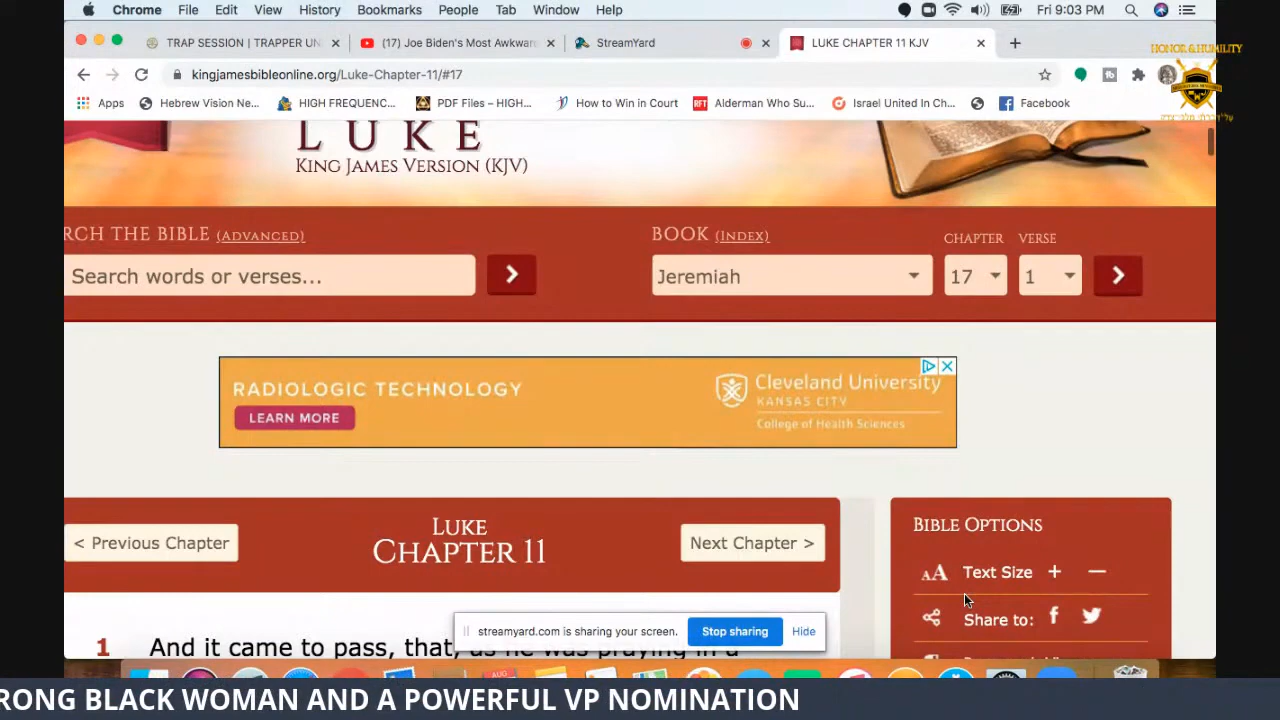 Chrome File Edit View History Bookmarks People Tab Window Help Fri 9:03 PM
TRAP SESSION | TRAPPER UN × (17) Joe Biden's Most Awkwar × StreamYard × LUKE CHAPTER 11 KJV × +
HONOR & HUMILITY
kingjamesbibleonline.org/Luke-Chapter-11/#17
Apps Hebrew Vision Ne... HIGH FREQUENC... PDF Files – HIGH... How to Win in Court RFT Alderman Who Su... Israel United In Ch... Facebook
LUKE
KING JAMES VERSION (KJV)
RCH THE BIBLE (ADVANCED) BOOK (INDEX) CHAPTER VERSE
Search words or verses... Jeremiah 17 1
RADIOLOGIC TECHNOLOGY
LEARN MORE
Cleveland University
KANSAS CITY
College of Health Sciences
< Previous Chapter
LUKE
CHAPTER 11
Next Chapter >
BIBLE OPTIONS
AA Text Size + —
Share to:
streamyard.com is sharing your screen. Stop sharing Hide
1 And it came to pass, that, as he was praying in a
RONG BLACK WOMAN AND A POWERFUL VP NOMINATION